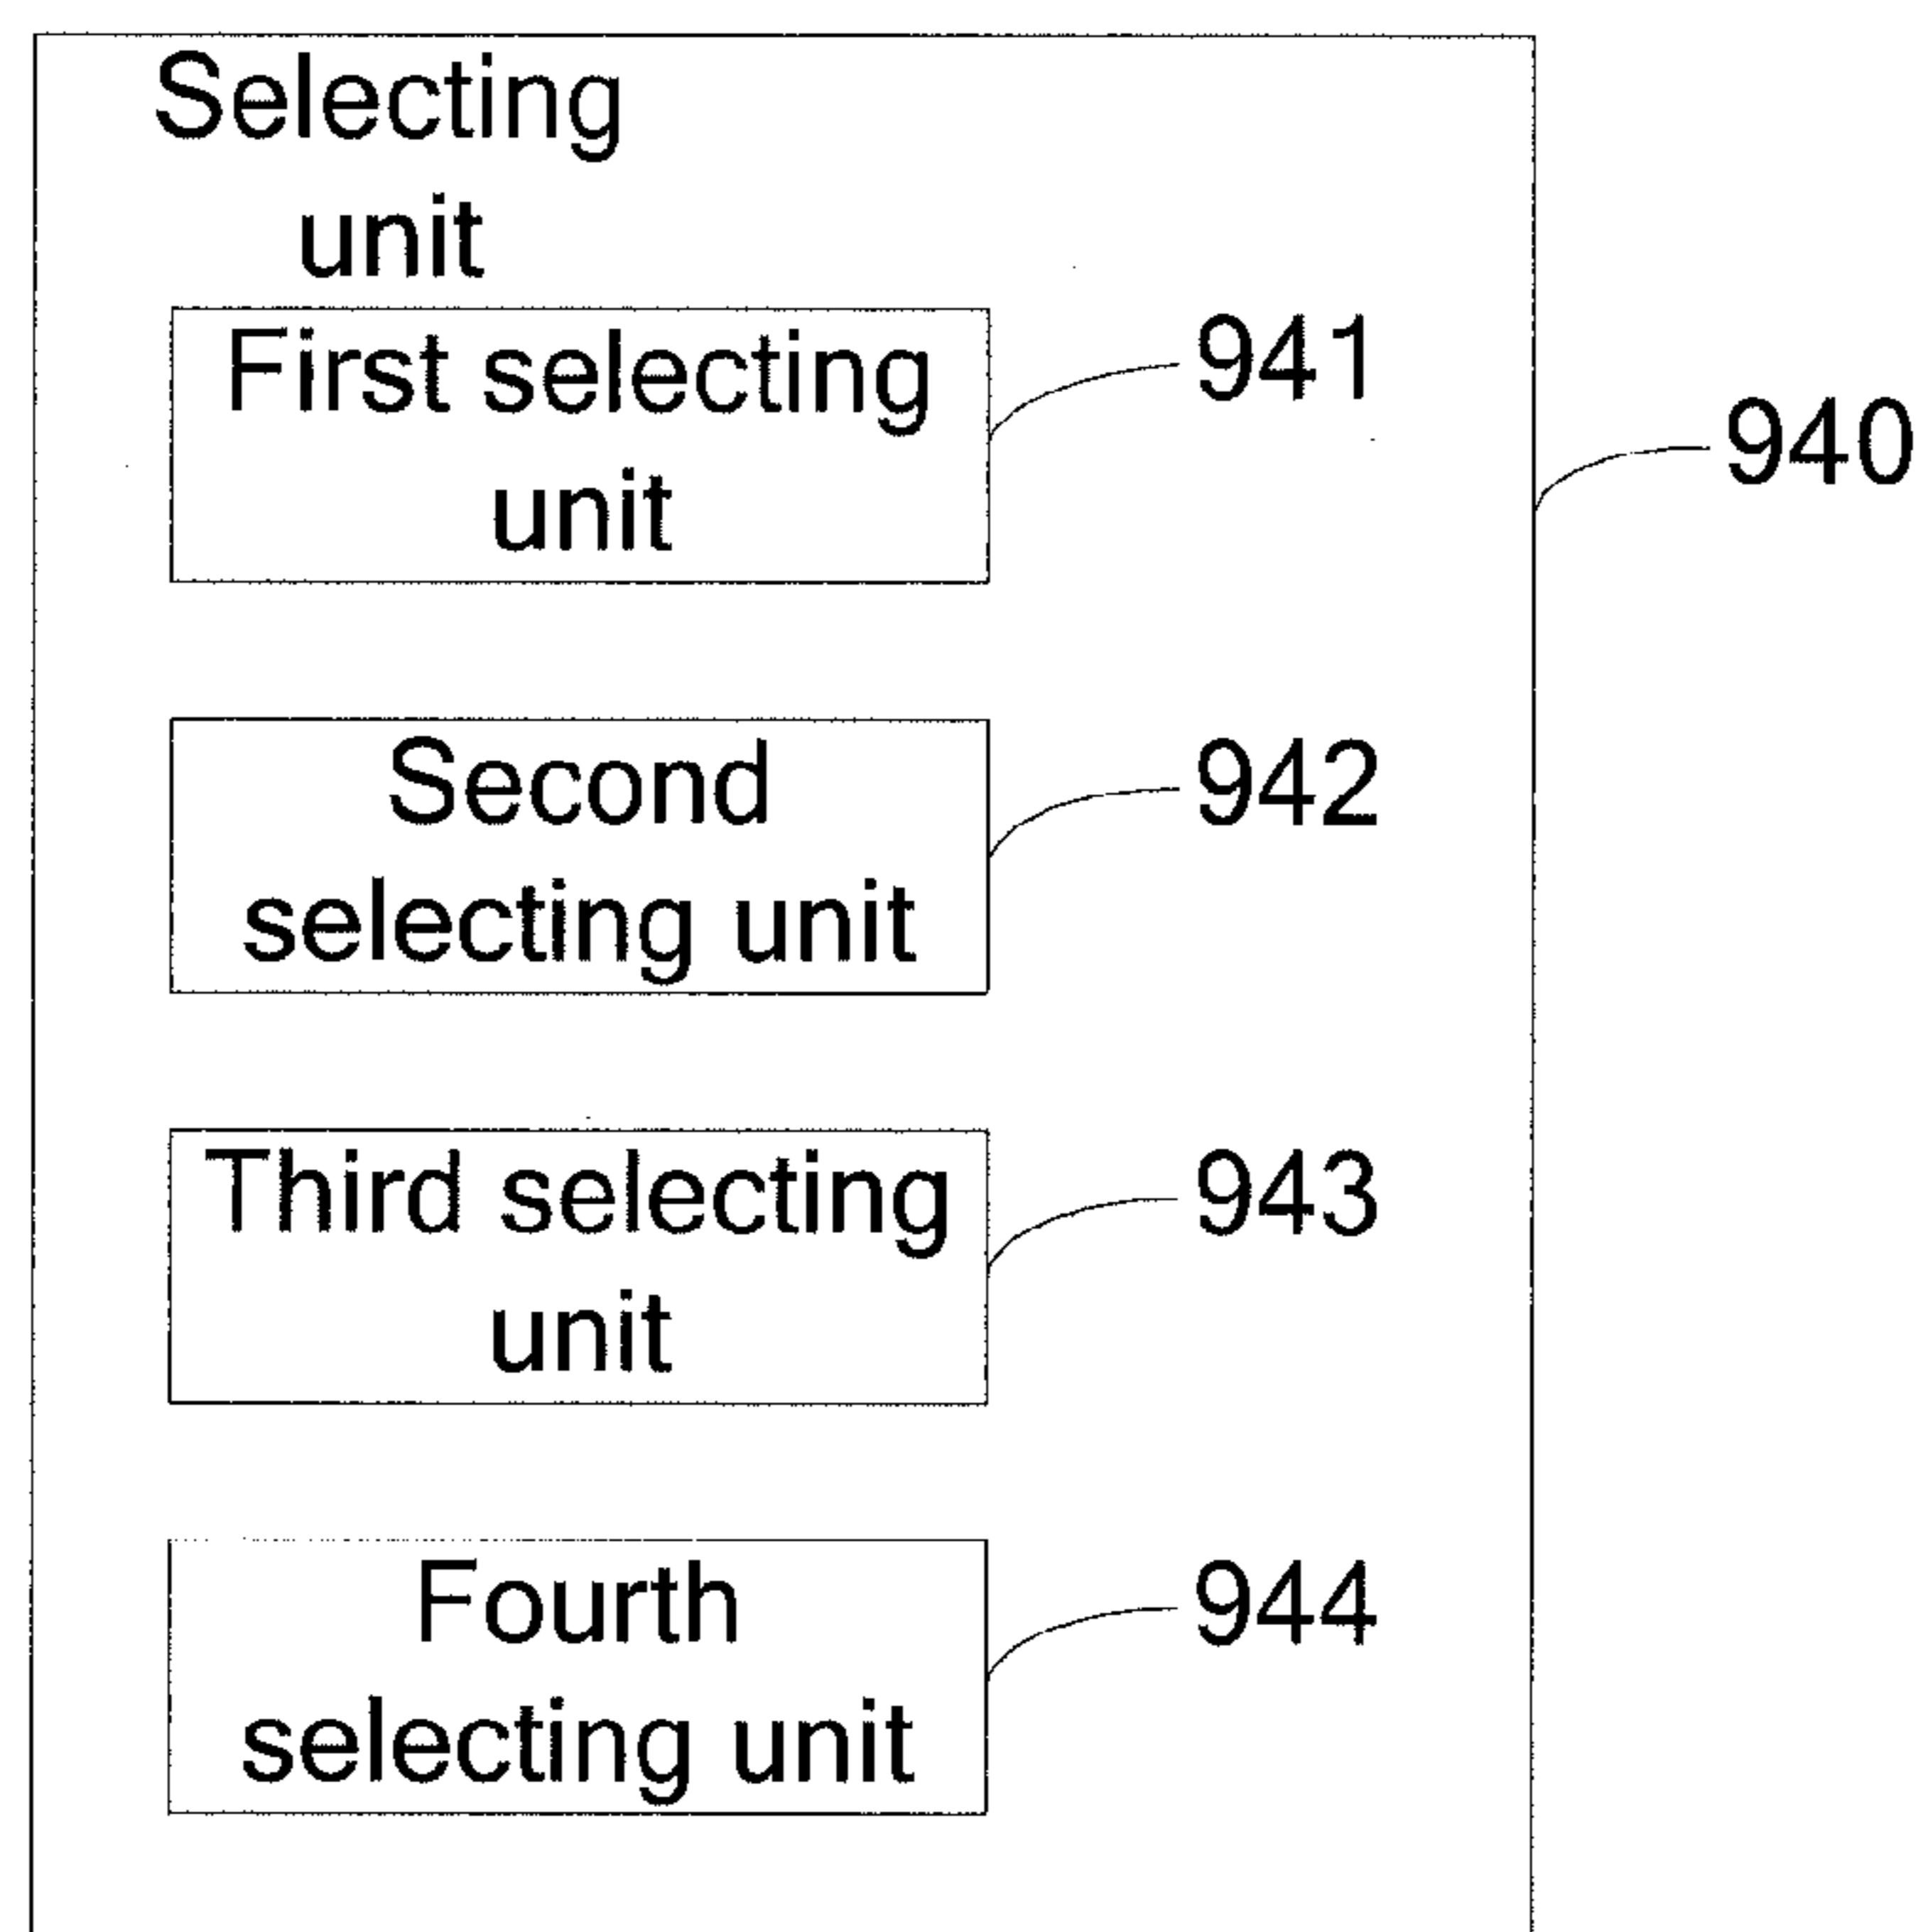 Selecting
unit
First selecting
unit
941
940
Second
selecting unit
942
Third selecting
unit
943
Fourth
selecting unit
944